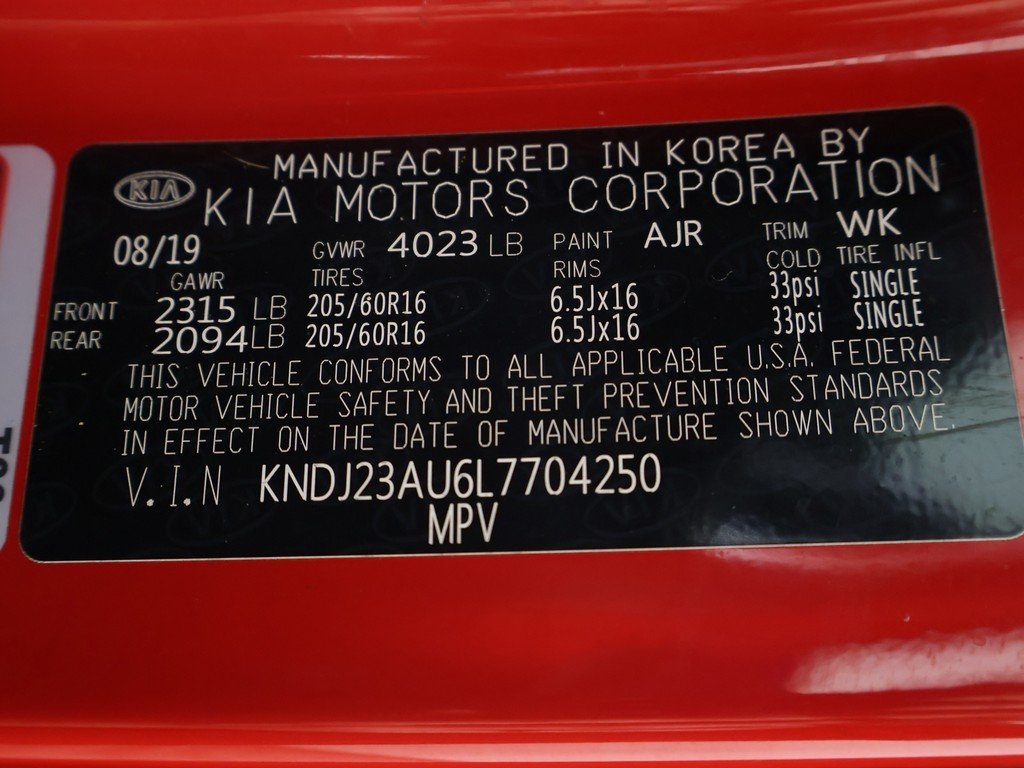 MANUFACTURED IN KOREA BY
KIA KIA MOTORS CORPORATION
08/19 GVWR 4023 LB PAINT AJR TRIM WK
GAWR TIRES RIMS COLD TIRE INFL
FRONT 2315 LB 205/60R16 6.5Jx16 33psi SINGLE
REAR 2094LB 205/60R16 6.5Jx16 33psi SINGLE
THIS VEHICLE CONFORMS TO ALL APPLICABLE U.S.A. FEDERAL
MOTOR VEHICLE SAFETY AND THEFT PREVENTION STANDARDS
IN EFFECT ON THE DATE OF MANUFACTURE SHOWN ABOVE.
V.I.N KNDJ23AU6L7704250
MPV